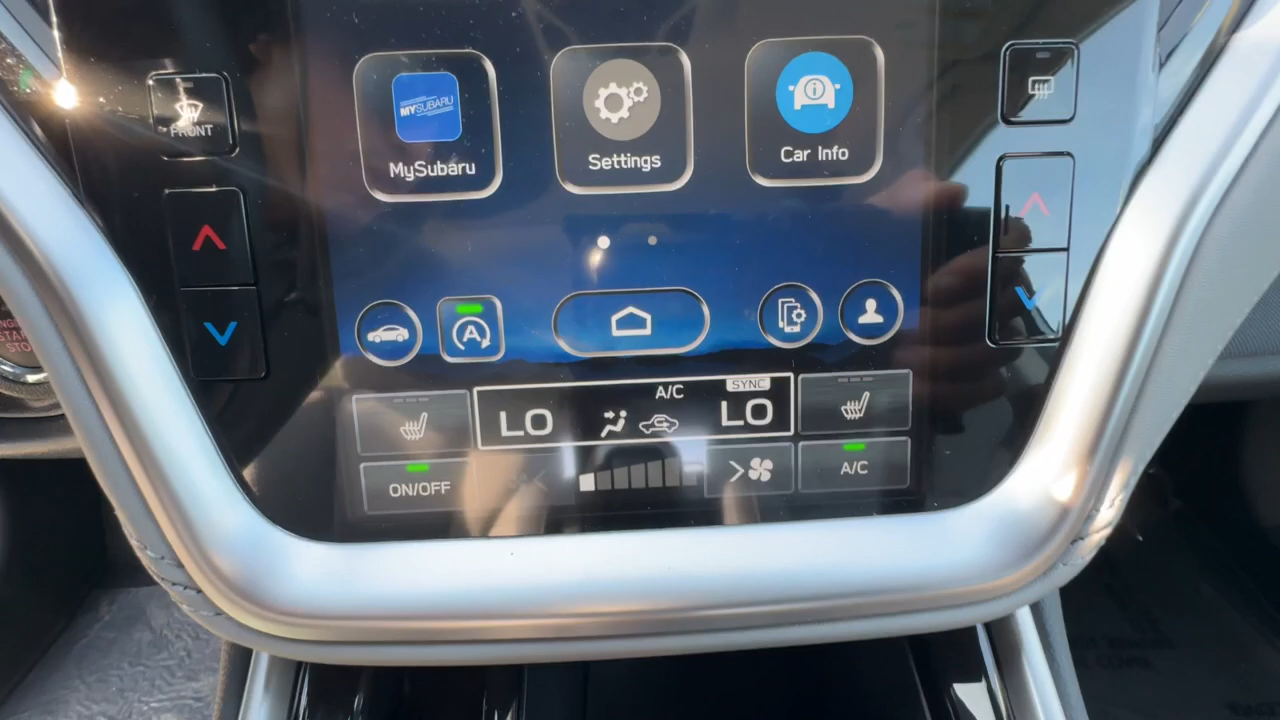 FRONT
MYSUBARU
MySubaru
Settings
Car Info
A
A/C
SYNC
LO
LO
ON/OFF
A/C